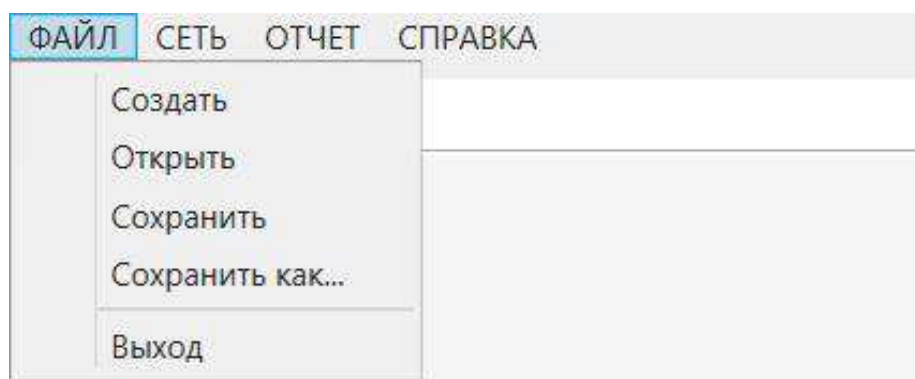 ФАЙЛ СЕТЬ ОТЧЕТ СПРАВКА
Создать
Открыть
Сохранить
Сохранить как...
Выход